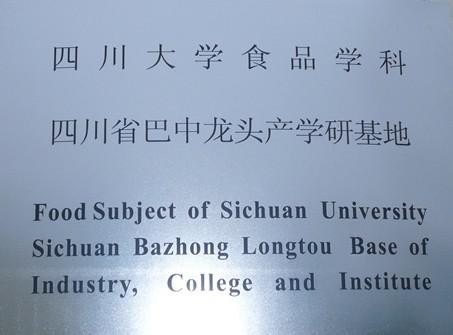 四川大学食品学科
四川省巴中龙头产学研基地
Food Subject of Sichuan University
Sichuan Bazhong Longtou Base of
Industry, College and Institute